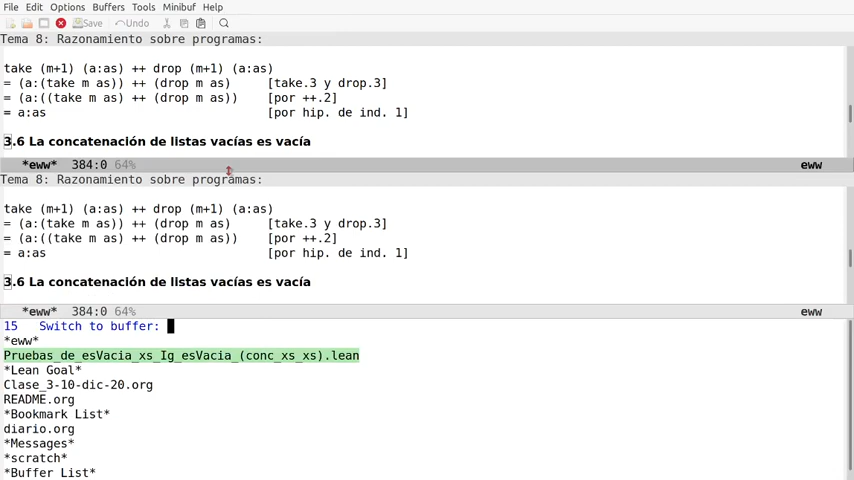 File Edit Options Buffers Tools Minibuf Help
Save Undo
Tema 8: Razonamiento sobre programas:
take (m+1) (a:as) ++ drop (m+1) (a:as)
= (a:(take m as)) ++ (drop m as)     [take.3 y drop.3]
= (a:((take m as) ++ (drop m as))    [por ++.2]
= a:as                               [por hip. de ind. 1]
3.6 La concatenación de listas vacías es vacía
*eww*  384:0 64% eww
Tema 8: Razonamiento sobre programas:
take (m+1) (a:as) ++ drop (m+1) (a:as)
= (a:(take m as) ++ (drop m as)      [take.3 y drop.3]
= (a:((take m as) ++ (drop m as))    [por ++.2]
= a:as                               [por hip. de ind. 1]
3.6 La concatenación de listas vacías es vacía
*eww*  384:0 64% eww
15   Switch to buffer:
*eww*
Pruebas_de_esVacia_xs_Ig_esVacia_(conc_xs_xs).lean
*Lean Goal*
Clase_3-10-dic-20.org
README.org
*Bookmark List*
diario.org
*Messages*
*scratch*
*Buffer List*